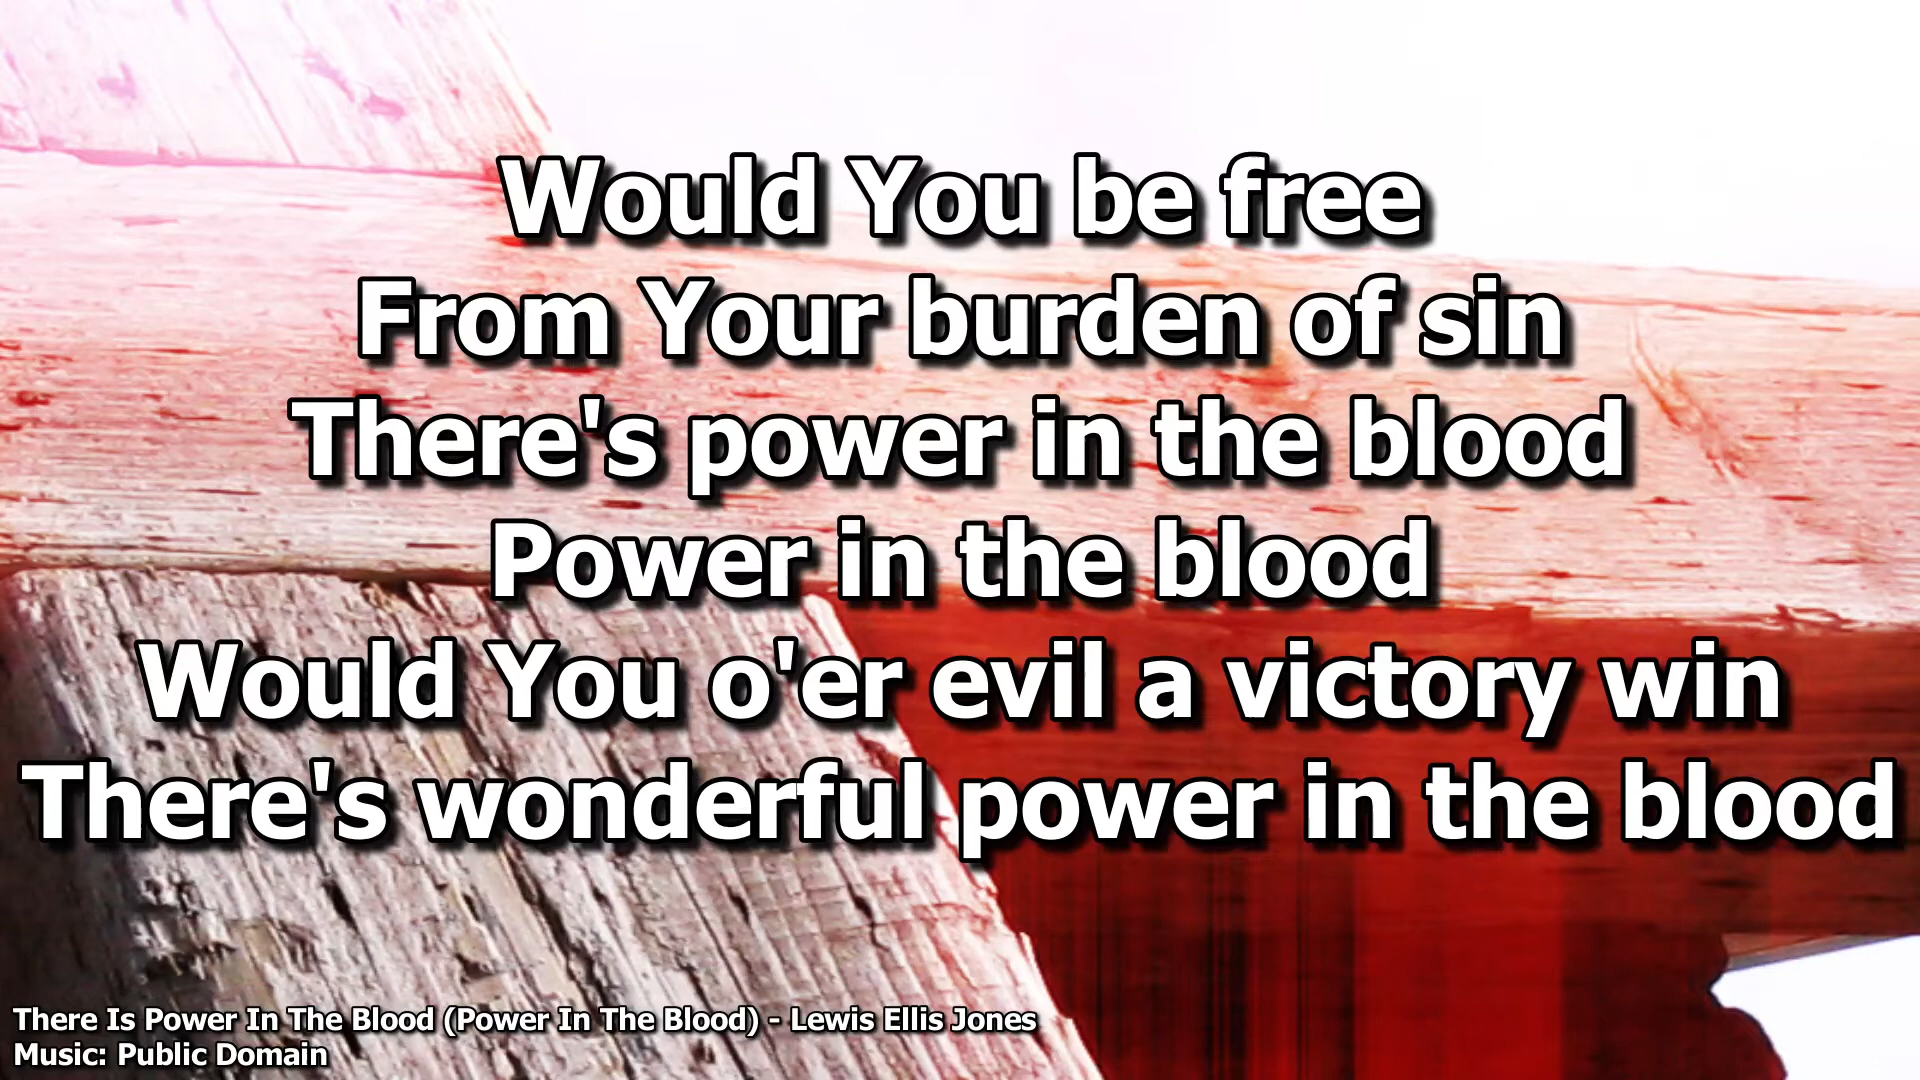 Would You be free
From Your burden of sin
There's power in the blood
Power in the blood
Would You o'er evil a victory win
There's wonderful power in the blood
There Is Power In The Blood (Power In The Blood) - Lewis Ellis Jones
Music: Public Domain